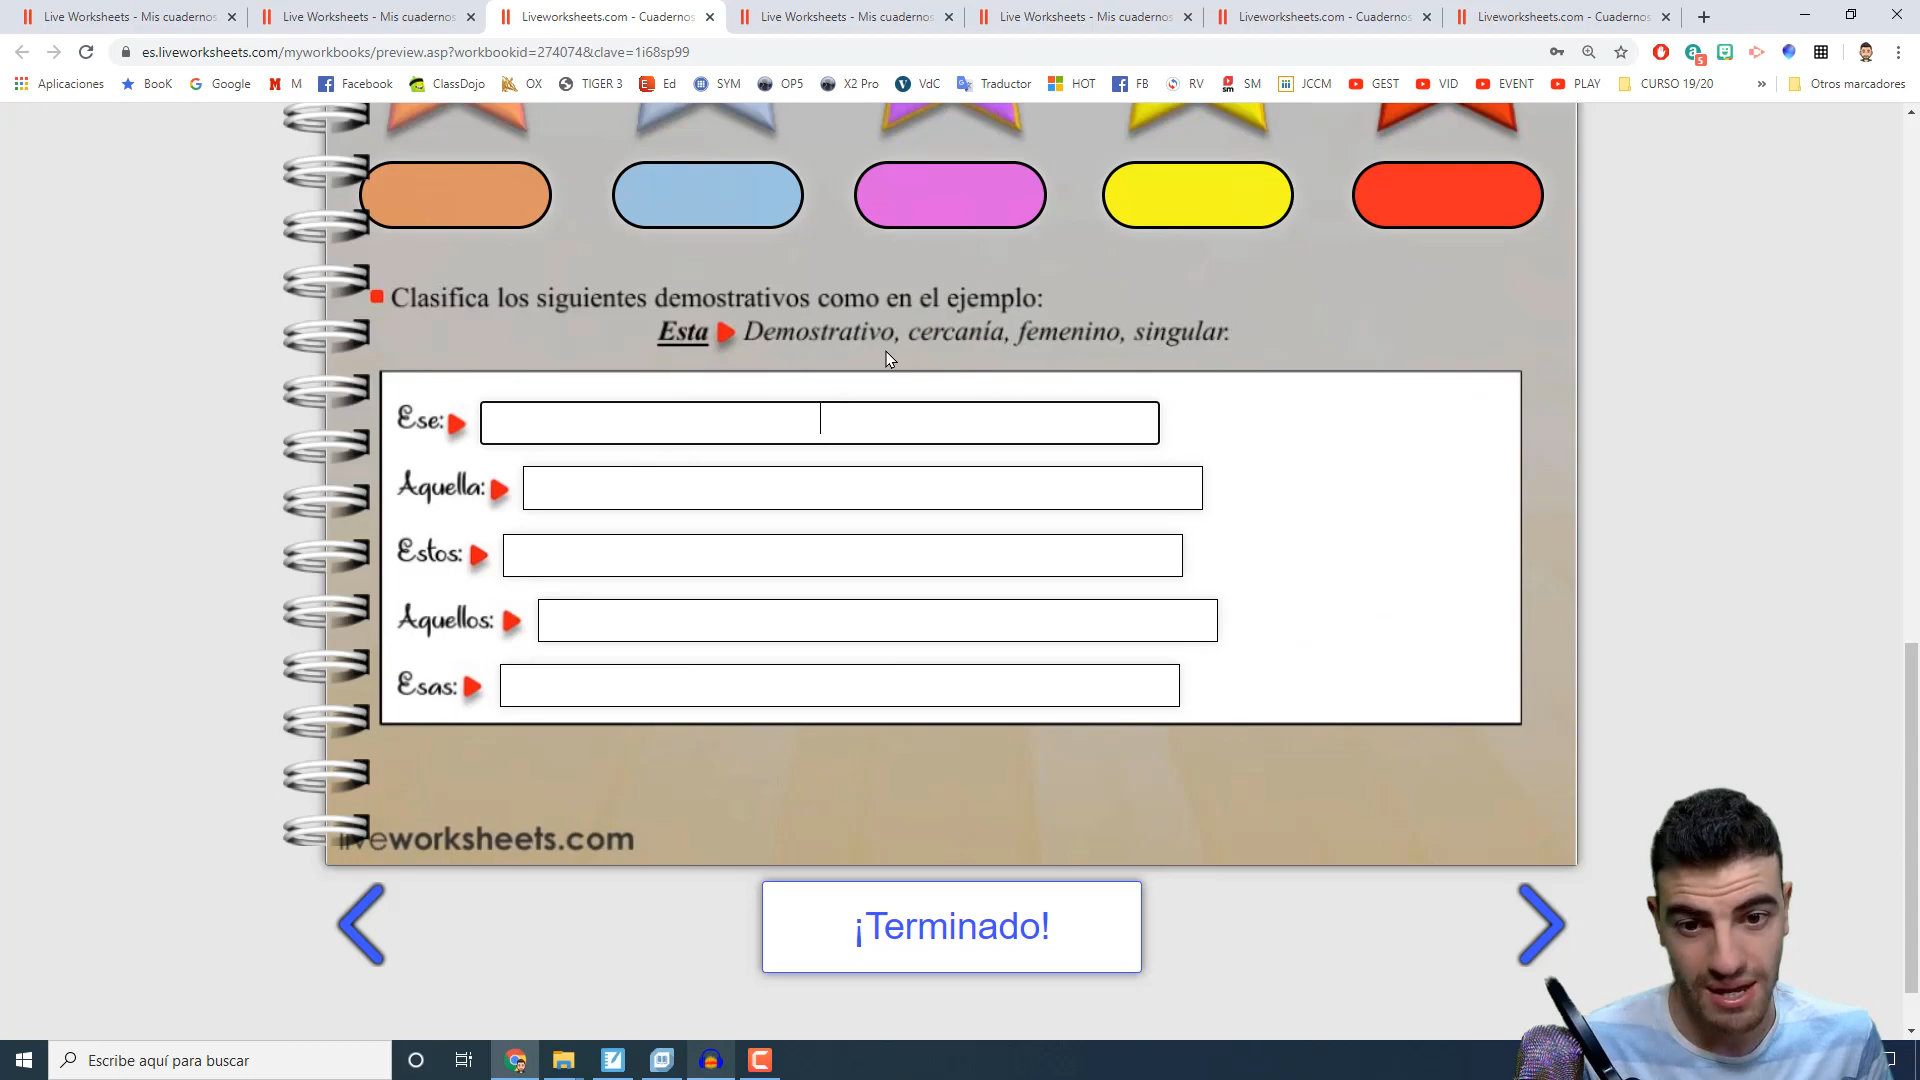 Live Worksheets - Mis cuadernos
Live Worksheets - Mis cuadernos
Liveworksheets.com - Cuadernos
Live Worksheets - Mis cuadernos
Live Worksheets - Mis cuadernos
Liveworksheets.com - Cuadernos
Liveworksheets.com - Cuadernos
es.liveworksheets.com/myworkbooks/preview.asp?workbookid=274074&clave=1i68sp99
5
Aplicaciones BooK Google M Facebook ClassDojo OX TIGER 3 Ed SYM OP5 X2 Pro VdC Traductor HOT FB RV SM JCCM GEST VID EVENT PLAY CURSO 19/20 » Otros marcadores
Clasifica los siguientes demostrativos como en el ejemplo:
Esta Demostrativo, cercanía, femenino, singular.
Ese:
Aquella:
Estos:
Aquellos:
Esas:
liveworksheets.com
¡Terminado!
Escribe aquí para buscar